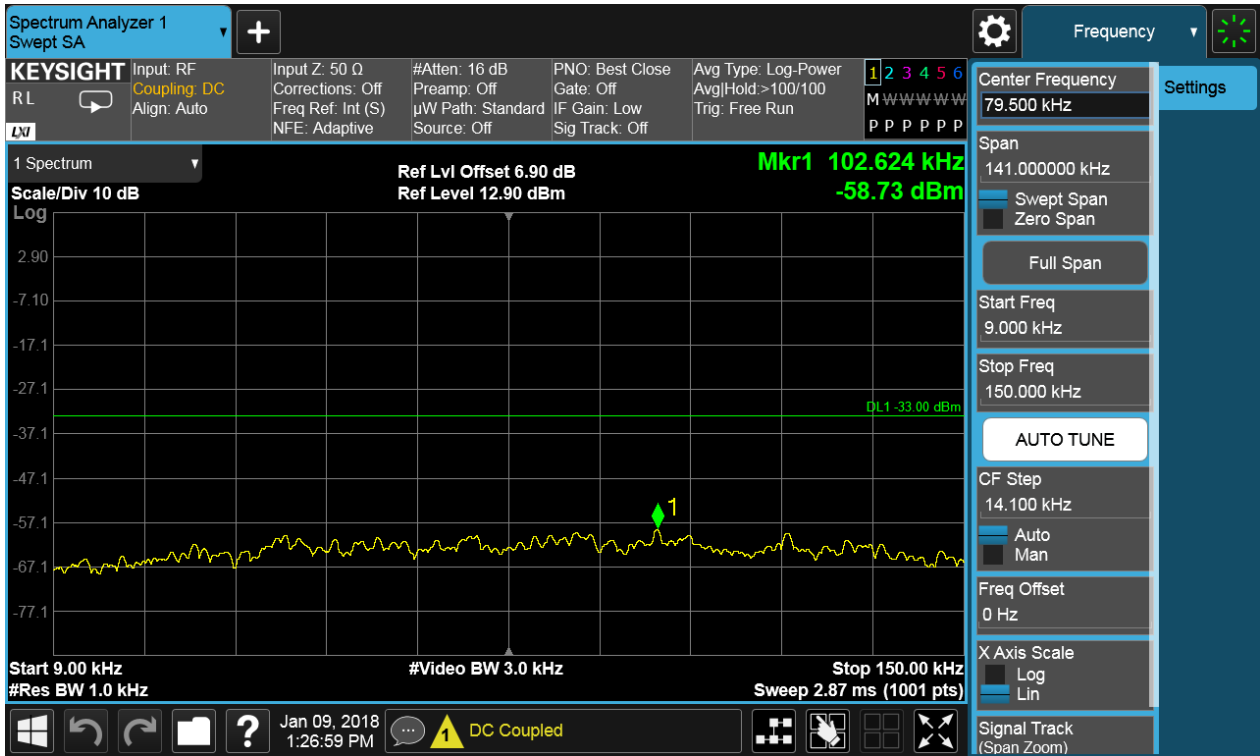 Spectrum Analyzer 1
Swept SA
+
Frequency
KEYSIGHT
RL
LXI
Input: RF
Coupling: DC
Align: Auto
Input Z: 50 Ω
Corrections: Off
Freq Ref: Int (S)
NFE: Adaptive
#Atten: 16 dB
Preamp: Off
µW Path: Standard
Source: Off
PNO: Best Close
Gate: Off
IF Gain: Low
Sig Track: Off
Avg Type: Log-Power
Avg|Hold:>100/100
Trig: Free Run
1 2 3 4 5 6
M W W W W W
P P P P P P
1 Spectrum
Scale/Div 10 dB
Log
Ref Lvl Offset 6.90 dB
Ref Level 12.90 dBm
Mkr1 102.624 kHz
-58.73 dBm
2.90
-7.10
-17.1
-27.1
DL1 -33.00 dBm
-37.1
-47.1
1
-57.1
-67.1
-77.1
Start 9.00 kHz
#Video BW 3.0 kHz
Stop 150.00 kHz
#Res BW 1.0 kHz
Sweep 2.87 ms (1001 pts)
Center Frequency
79.500 kHz
Settings
Span
141.000000 kHz
Swept Span
Zero Span
Full Span
Start Freq
9.000 kHz
Stop Freq
150.000 kHz
AUTO TUNE
CF Step
14.100 kHz
Auto
Man
Freq Offset
0 Hz
X Axis Scale
Log
Lin
Signal Track
(Span Zoom)
?
Jan 09, 2018
1:26:59 PM
1
DC Coupled